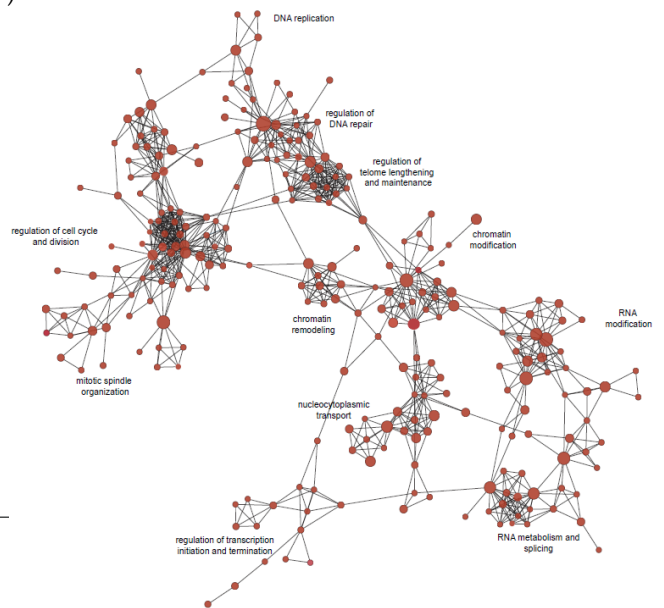 )
DNA replication
regulation of
DNA repair
regulation of
telome lengthening
and maintenance
regulation of cell cycle
and division
chromatin
modification
chromatin
remodeling
RNA
modification
mitotic spindle
organization
nucleocytoplasmic
transport
regulation of transcription
initiation and termination
RNA metabolism and
splicing